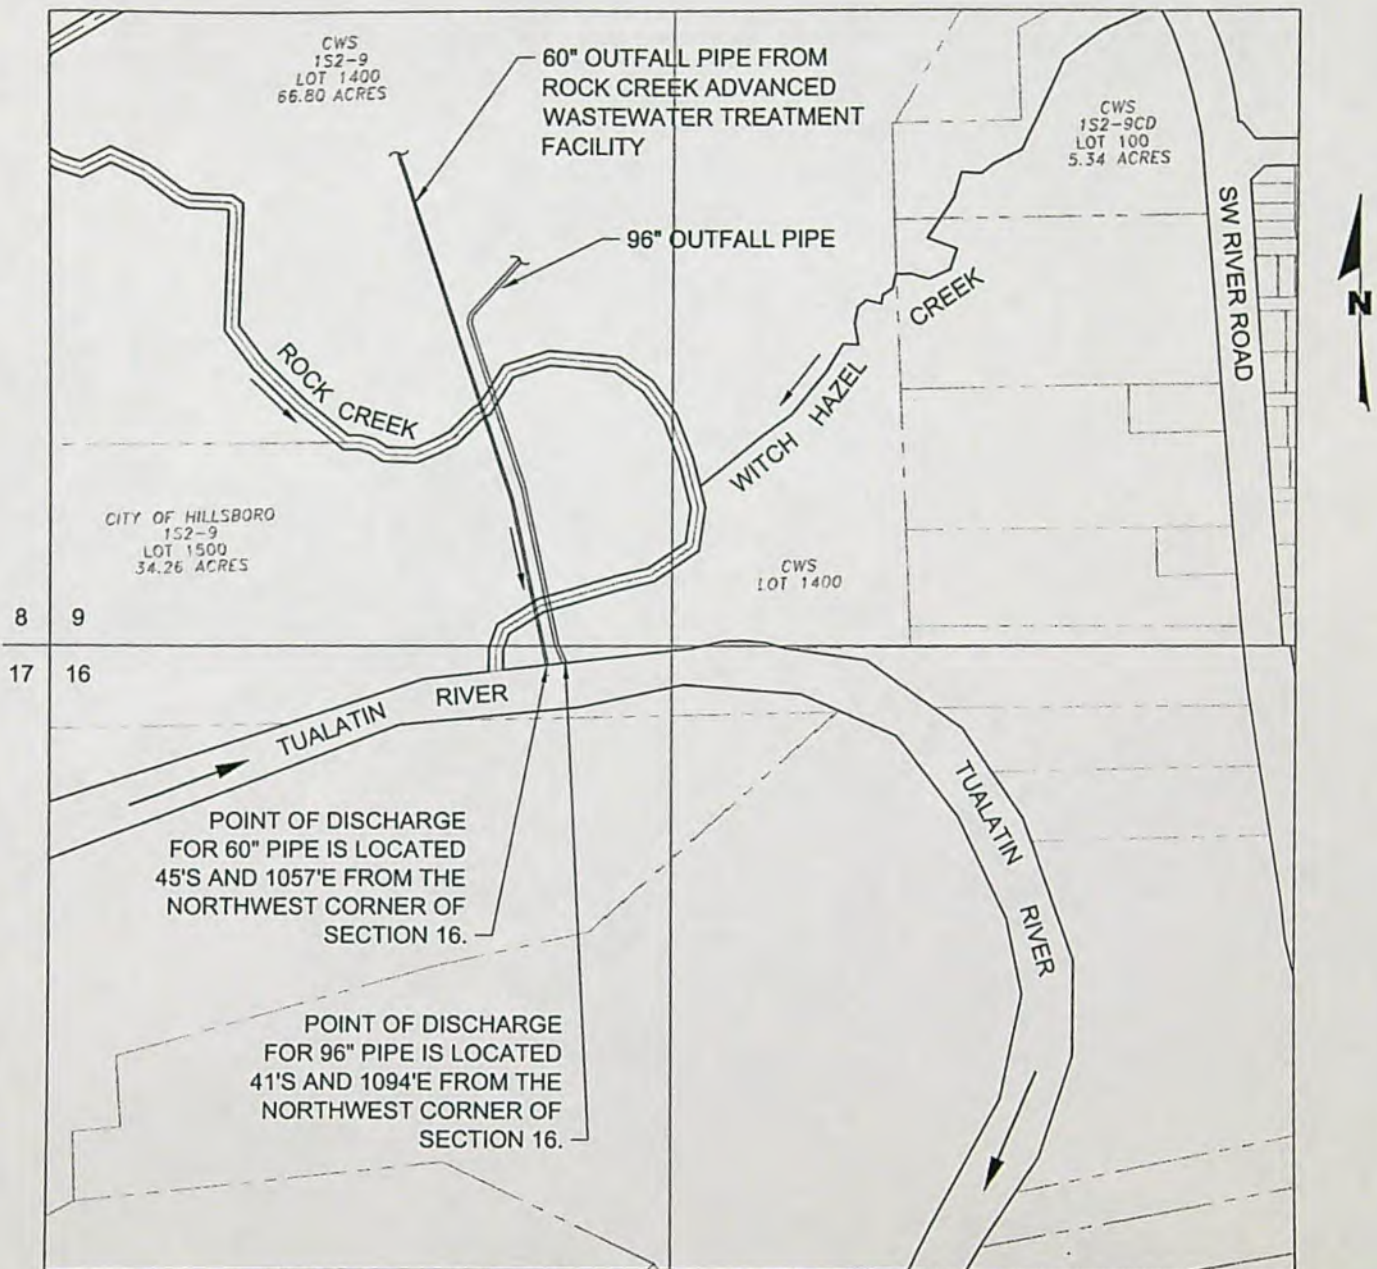 CWS
1S2-9
LOT 1400
66.80 ACRES
60" OUTFALL PIPE FROM
ROCK CREEK ADVANCED
WASTEWATER TREATMENT
FACILITY
CWS
1S2-9CD
LOT 100
5.34 ACRES
96" OUTFALL PIPE
SW RIVER ROAD
N
ROCK CREEK
WITCH HAZEL CREEK
CITY OF HILLSBORO
1S2-9
LOT 1500
34.26 ACRES
CWS
LOT 1400
8 9
17 16
TUALATIN RIVER
TUALATIN RIVER
POINT OF DISCHARGE
FOR 60" PIPE IS LOCATED
45'S AND 1057'E FROM THE
NORTHWEST CORNER OF
SECTION 16.
POINT OF DISCHARGE
FOR 96" PIPE IS LOCATED
41'S AND 1094'E FROM THE
NORTHWEST CORNER OF
SECTION 16.